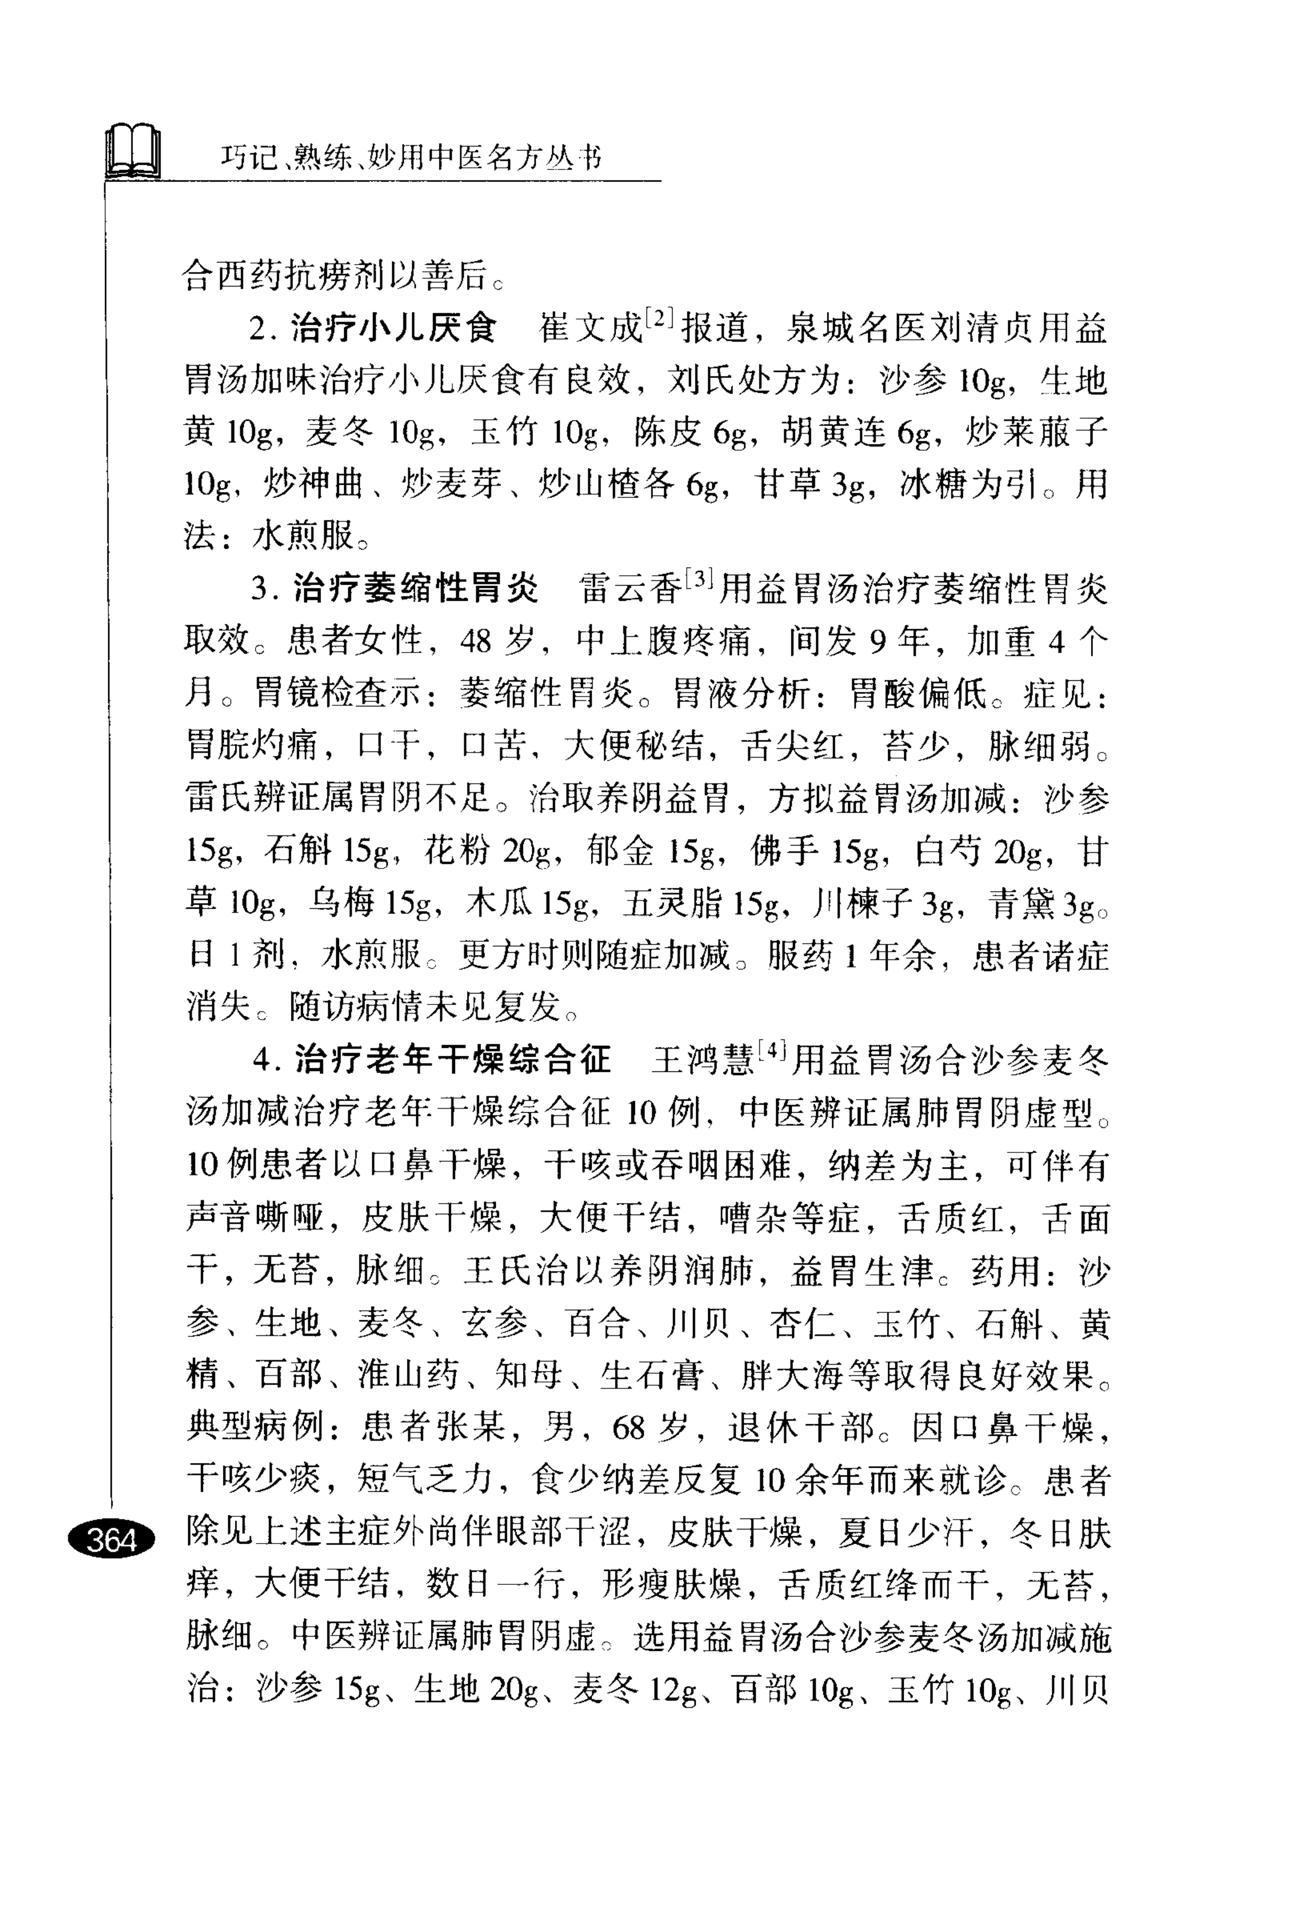 巧记、熟练、妙用中医名方丛书
合西药抗痨剂以善后。
2. 治疗小儿厌食 崔文成[2]报道，泉城名医刘清贞用益
胃汤加味治疗小儿厌食有良效，刘氏处方为：沙参 10g，生地
黄 10g，麦冬 10g，玉竹 10g，陈皮 6g，胡黄连 6g，炒莱菔子
10g，炒神曲、炒麦芽、炒山楂各 6g，甘草 3g，冰糖为引。用
法：水煎服。
3. 治疗萎缩性胃炎 雷云香[3]用益胃汤治疗萎缩性胃炎
取效。患者女性，48 岁，中上腹疼痛，间发 9 年，加重 4 个
月。胃镜检查示：萎缩性胃炎。胃液分析：胃酸偏低。症见：
胃脘灼痛，口干，口苦，大便秘结，舌尖红，苔少，脉细弱。
雷氏辨证属胃阴不足。治取养阴益胃，方拟益胃汤加减：沙参
15g，石斛 15g，花粉 20g，郁金 15g，佛手 15g，白芍 20g，甘
草 10g，乌梅 15g，木瓜 15g，五灵脂 15g，川楝子 3g，青黛 3g。
日 1 剂，水煎服。更方时则随症加减。服药 1 年余，患者诸症
消失。随访病情未见复发。
4. 治疗老年干燥综合征 王鸿慧[4]用益胃汤合沙参麦冬
汤加减治疗老年干燥综合征 10 例，中医辨证属肺胃阴虚型。
10 例患者以口鼻干燥，干咳或吞咽困难，纳差为主，可伴有
声音嘶哑，皮肤干燥，大便干结，嘈杂等症，舌质红，舌面
干，无苔，脉细。王氏治以养阴润肺，益胃生津。药用：沙
参、生地、麦冬、玄参、百合、川贝、杏仁、玉竹、石斛、黄
精、百部、淮山药、知母、生石膏、胖大海等取得良好效果。
典型病例：患者张某，男，68 岁，退休干部。因口鼻干燥，
干咳少痰，短气乏力，食少纳差反复 10 余年而来就诊。患者
除见上述主症外尚伴眼部干涩，皮肤干燥，夏日少汗，冬日肤
痒，大便干结，数日一行，形瘦肤燥，舌质红绛而干，无苔，
脉细。中医辨证属肺胃阴虚。选用益胃汤合沙参麦冬汤加减施
治：沙参 15g、生地 20g、麦冬 12g、百部 10g、玉竹 10g、川贝
364